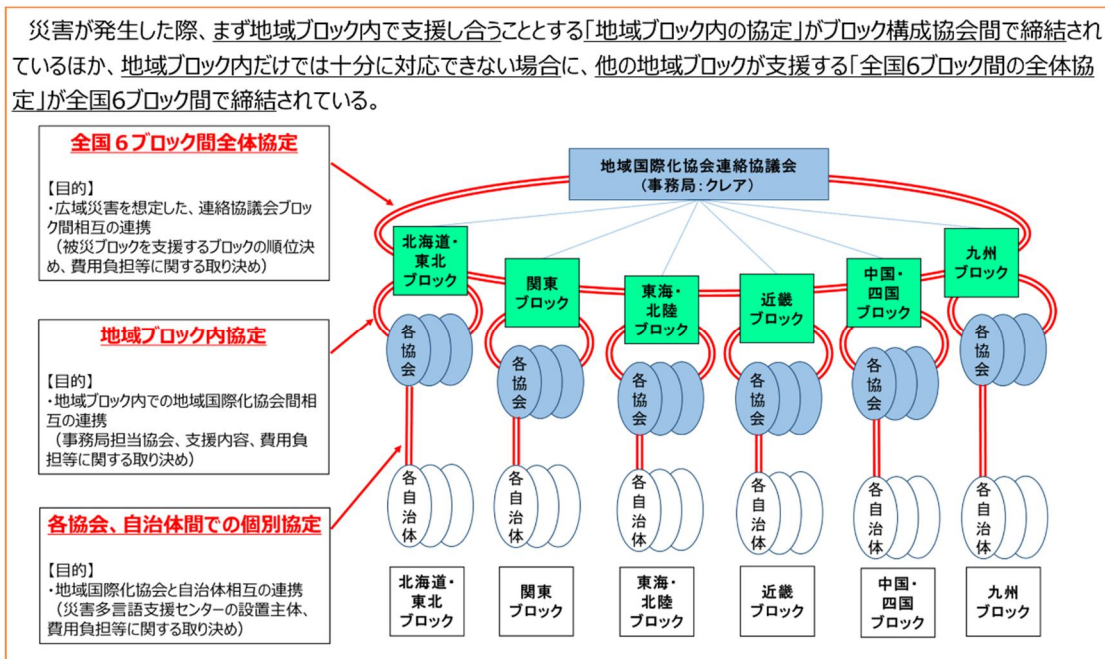 災害が発生した際、まず地域ブロック内で支援し合うこととする「地域ブロック内の協定」がブロック構成協会間で締結され
ているほか、地域ブロック内だけでは十分に対応できない場合に、他の地域ブロックが支援する「全国6ブロック間の全体協
定」が全国6ブロック間で締結されている。
全国６ブロック間全体協定
【目的】
・広域災害を想定した、連絡協議会ブロッ
ク間相互の連携
（被災ブロックを支援するブロックの順位決
め、費用負担等に関する取り決め）
地域ブロック内協定
【目的】
・地域ブロック内での地域国際化協会間相
互の連携
（事務局担当協会、支援内容、費用負
担等に関する取り決め）
各協会、自治体間での個別協定
【目的】
・地域国際化協会と自治体相互の連携
（災害多言語支援センターの設置主体、
費用負担等に関する取り決め）
地域国際化協会連絡協議会
（事務局：クレア）
北海道・
東北
ブロック
関東
ブロック
東海・
北陸
ブロック
近畿
ブロック
中国・
四国
ブロック
九州
ブロック
各協会
各協会
各協会
各協会
各協会
各協会
各自治体
各自治体
各自治体
各自治体
各自治体
各自治体
北海道・
東北
ブロック
関東
ブロック
東海・
北陸
ブロック
近畿
ブロック
中国・
四国
ブロック
九州
ブロック